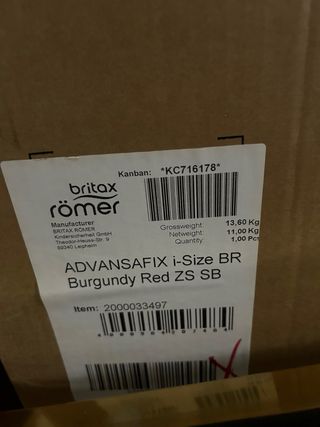 Kanban: *KC716178*
britax
römer
Manufacturer
BRITAX RÖMER
Kindersicherheit GmbH
Theodor-Heuss-Str. 9
89340 Leipheim
Grossweight: 13,60 Kg
Netweight: 11,00 Kg
Quantity: 1,00 Pcs
ADVANSAFIX i-Size BR
Burgundy Red ZS SB
Item: 2000033497